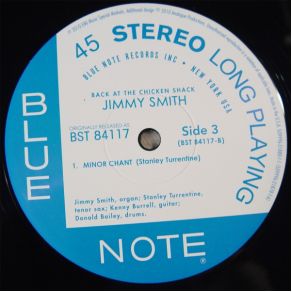 45 STEREO LONG PLAYING
BLUE NOTE RECORDS INC • NEW YORK USA
BACK AT THE CHICKEN SHACK
JIMMY SMITH
ORIGINALLY RELEASED AS
BST 84117
Side 3
(BST 84117-B)
1. MINOR CHANT (Stanley Turrentine)
Jimmy Smith, organ; Stanley Turrentine,
tenor sax; Kenny Burrell, guitar;
Donald Bailey, drums.
BLUE
NOTE®